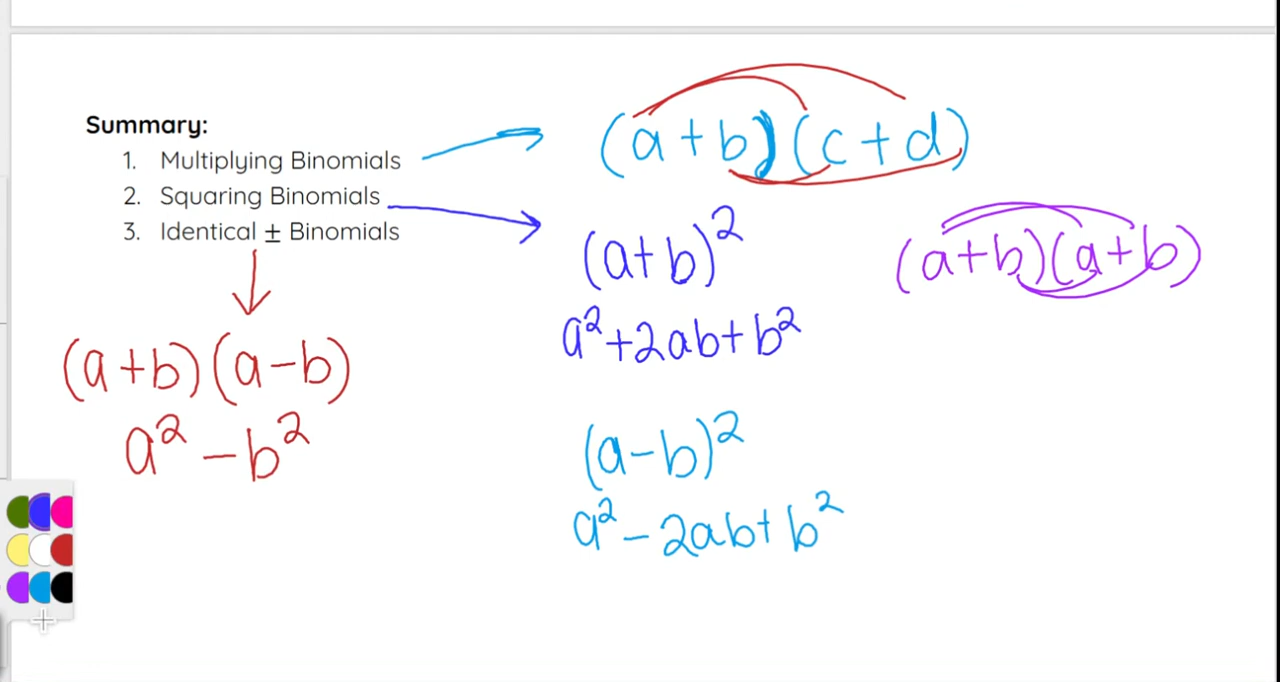 Summary:
1. Multiplying Binomials
2. Squaring Binomials
3. Identical ± Binomials
(a+b)(c+d)
(a+b)²
(a+b)(a+b)
a²+2ab+b²
(a+b)(a-b)
a²-b²
(a-b)²
a²-2ab+b²